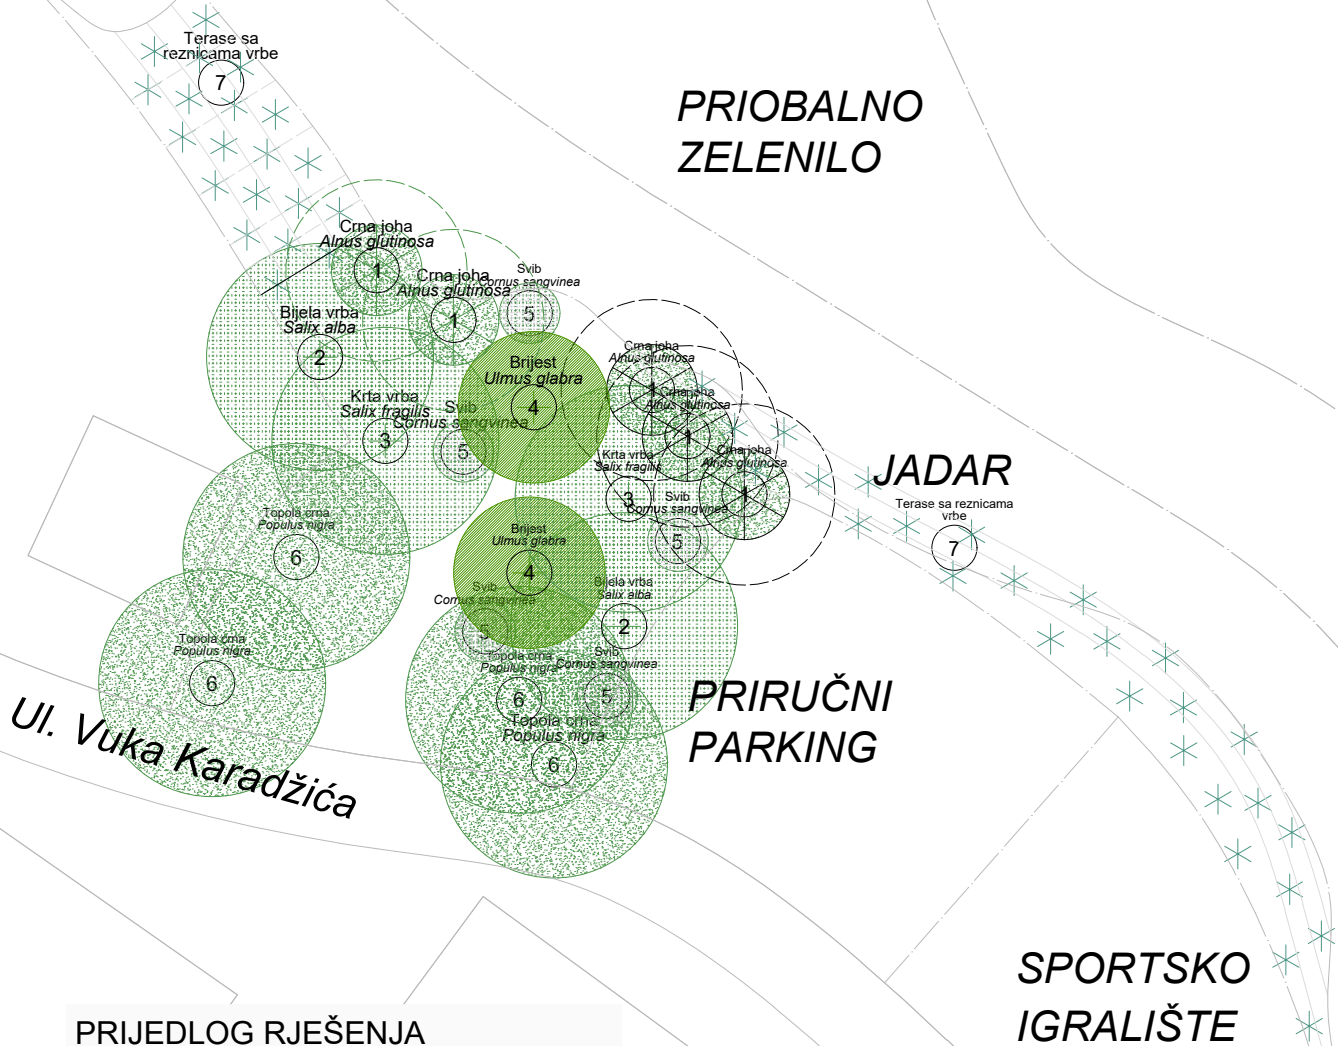 Terase sa
reznicama vrbe
7
PRIOBALNO
ZELENILO
Crna joha
Alnus glutinosa
1
Crna joha
Alnus glutinosa
1
Svib
Cornus sangvinea
5
Bijela vrba
Salix alba
2
Brijest
Ulmus glabra
4
Crna joha
Alnus glutinosa
1
Krta vrba
Salix fragilis
3
Svib
Cornus sangvinea
5
Crna joha
Alnus glutinosa
1
Krta vrba
Salix fragilis
3
Crna joha
Alnus glutinosa
1
Svib
Cornus sangvinea
5
JADAR
Terase sa reznicama
vrbe
7
Topola crna
Populus nigra
6
Brijest
Ulmus glabra
4
Svib
Cornus sangvinea
5
Bijela vrba
Salix alba
2
Topola crna
Populus nigra
6
Topola crna
Populus nigra
6
Svib
Cornus sangvinea
5
Topola crna
Populus nigra
6
PRIRUČNI
PARKING
Ul. Vuka Karadžića
SPORTSKO
IGRALIŠTE
PRIJEDLOG RJEŠENJA